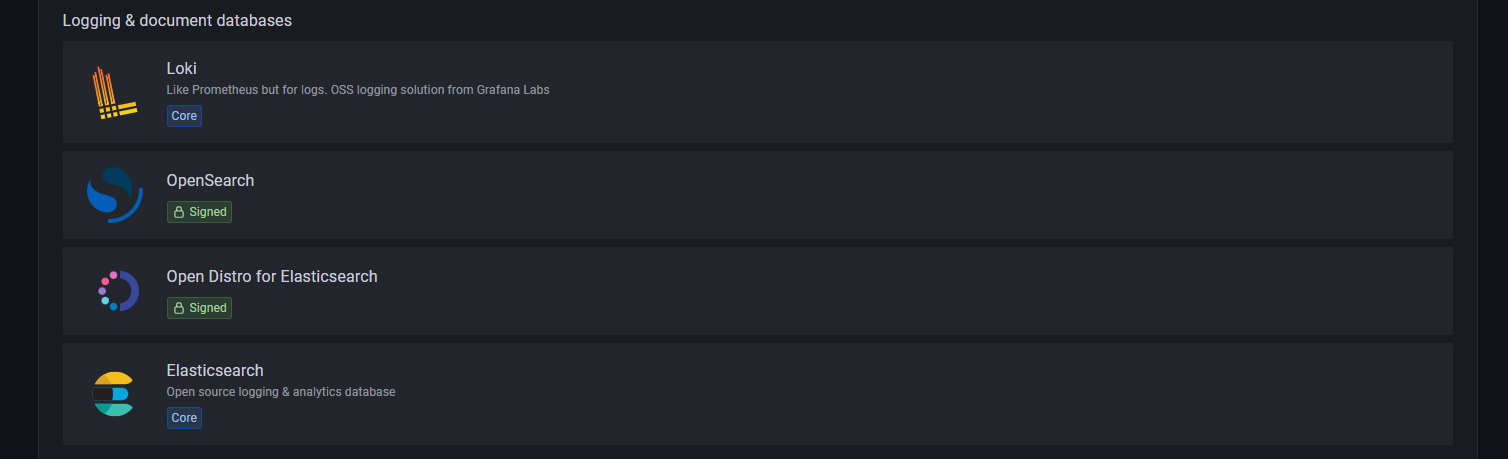 Logging & document databases
Loki
Like Prometheus but for logs. OSS logging solution from Grafana Labs
Core
OpenSearch
Signed
Open Distro for Elasticsearch
Signed
Elasticsearch
Open source logging & analytics database
Core